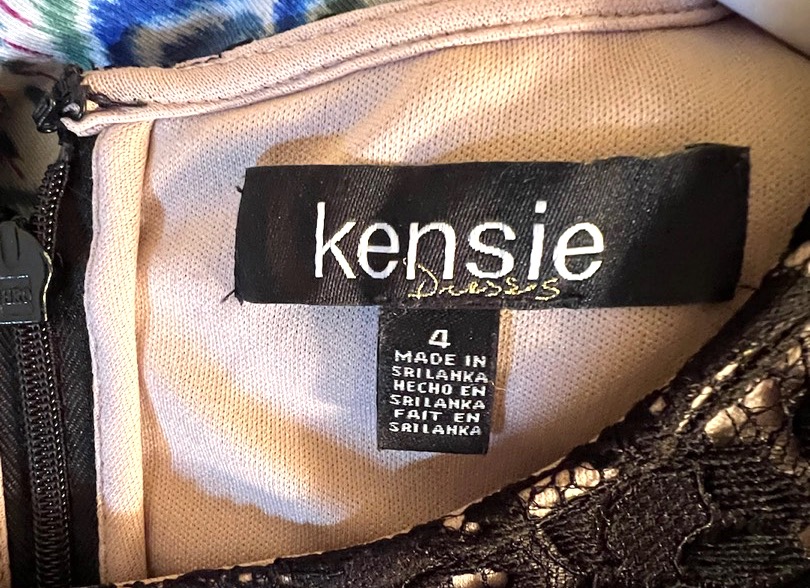 kensie
Dresses
4
MADE IN
SRILANKA
HECHO EN
SRILANKA
FAIT EN
SRILANKA